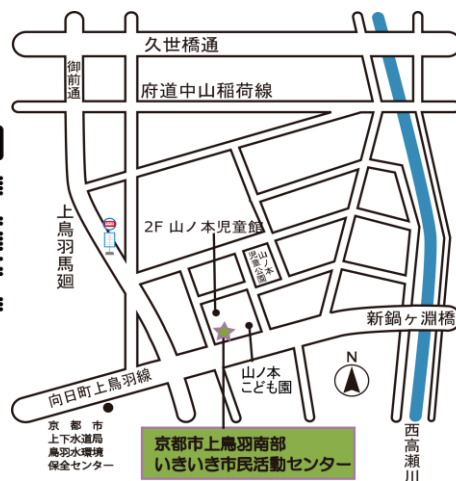 久世橋通
御前通
府道中山稲荷線
上鳥羽馬廻
2F 山ノ本児童館
山ノ本
児童公園
新鍋ヶ淵橋
向日町上鳥羽線
山ノ本
こども園
N
京都市
上下水道局
鳥羽水環境
保全センター
京都市上鳥羽南部
いきいき市民活動センター
西高瀬川